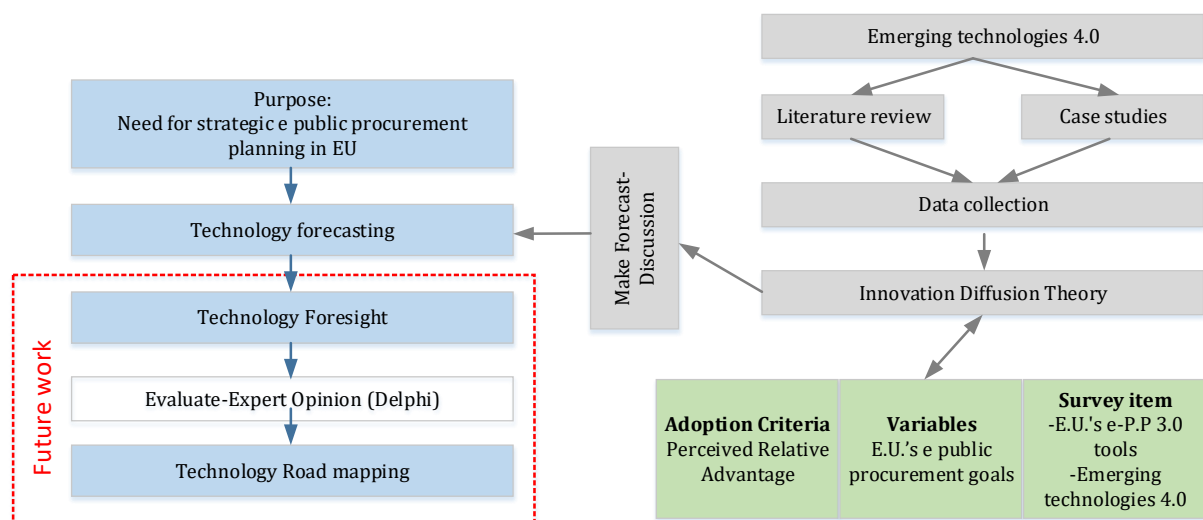 Purpose:
Need for strategic e public procurement
planning in EU
Technology forecasting
Future work
Technology Foresight
Evaluate-Expert Opinion (Delphi)
Technology Road mapping
Make Forecast-
Discussion
Emerging technologies 4.0
Literature review
Case studies
Data collection
Innovation Diffusion Theory
Adoption Criteria
Perceived Relative
Advantage
Variables
E.U.’s e public
procurement goals
Survey item
-E.U.'s e-P.P 3.0
tools
-Emerging
technologies 4.0